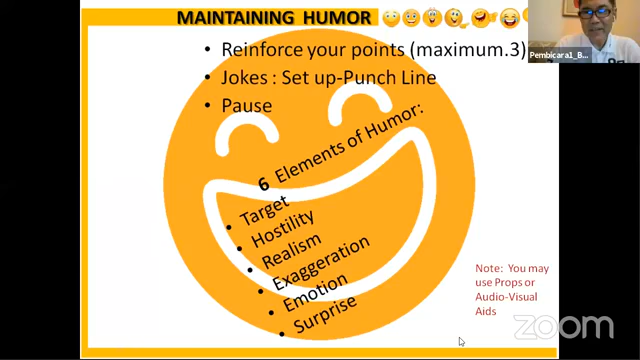 MAINTAINING HUMOR
• Reinforce your points (maximum.3)
• Jokes : Set up-Punch Line
• Pause
6 Elements of Humor:
• Target
• Hostility
• Realism
• Exaggeration
• Emotion
• Surprise
Note: You may
use Props or
Audio-Visual
Aids
Pembicara1_B...
zoom